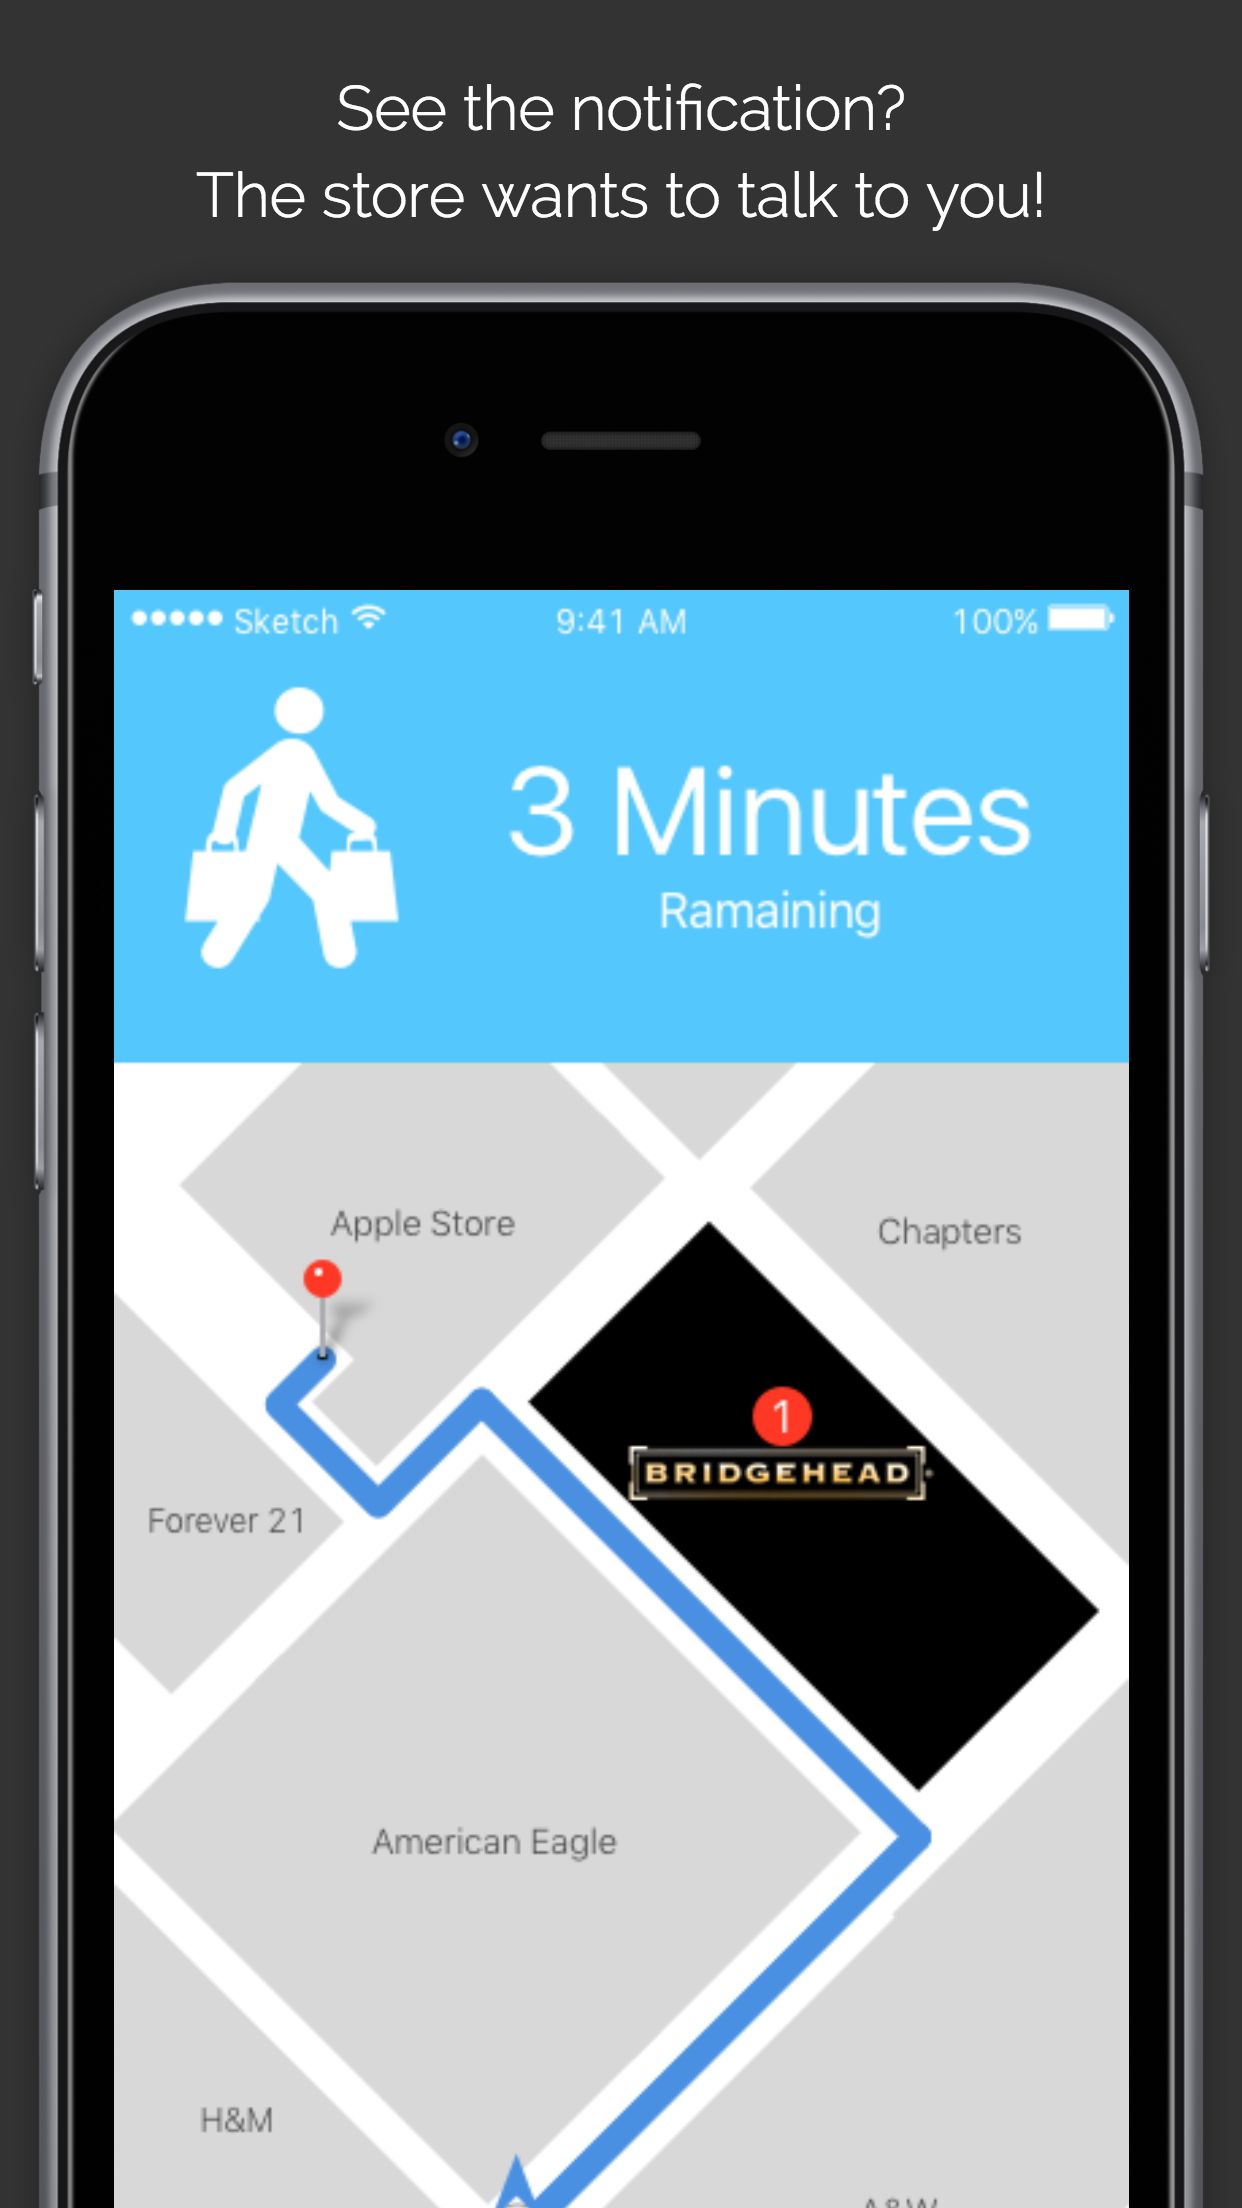 See the notification?
The store wants to talk to you!
Sketch 9:41 AM 100%
3 Minutes
Ramaining
Apple Store
Chapters
1
BRIDGEHEAD
Forever 21
American Eagle
H&M
A&W